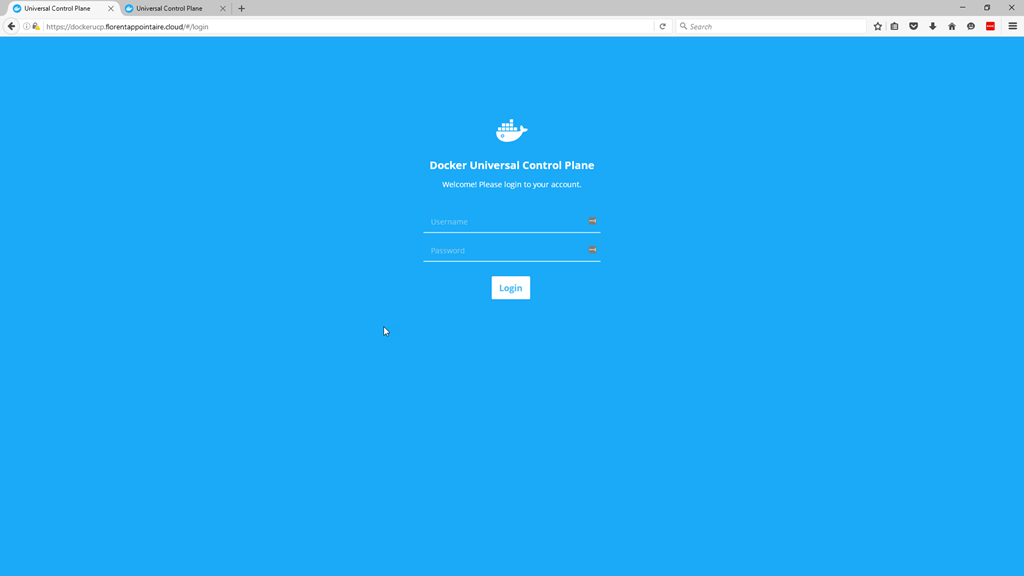 Universal Control Plane
Universal Control Plane
https://dockerucp.florentappointaire.cloud/#/login
Search
Docker Universal Control Plane
Welcome! Please login to your account.
Username
Password
Login